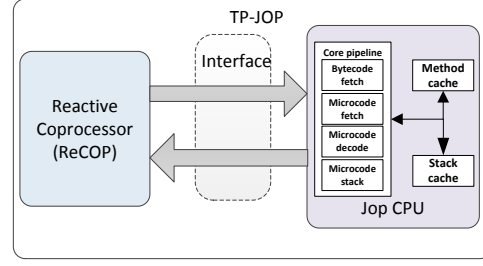 TP-JOP
Interface
Reactive
Coprocessor
(ReCOP)
Core pipeline
Bytecode
fetch
Microcode
fetch
Microcode
decode
Microcode
stack
Method
cache
Stack
cache
Jop CPU